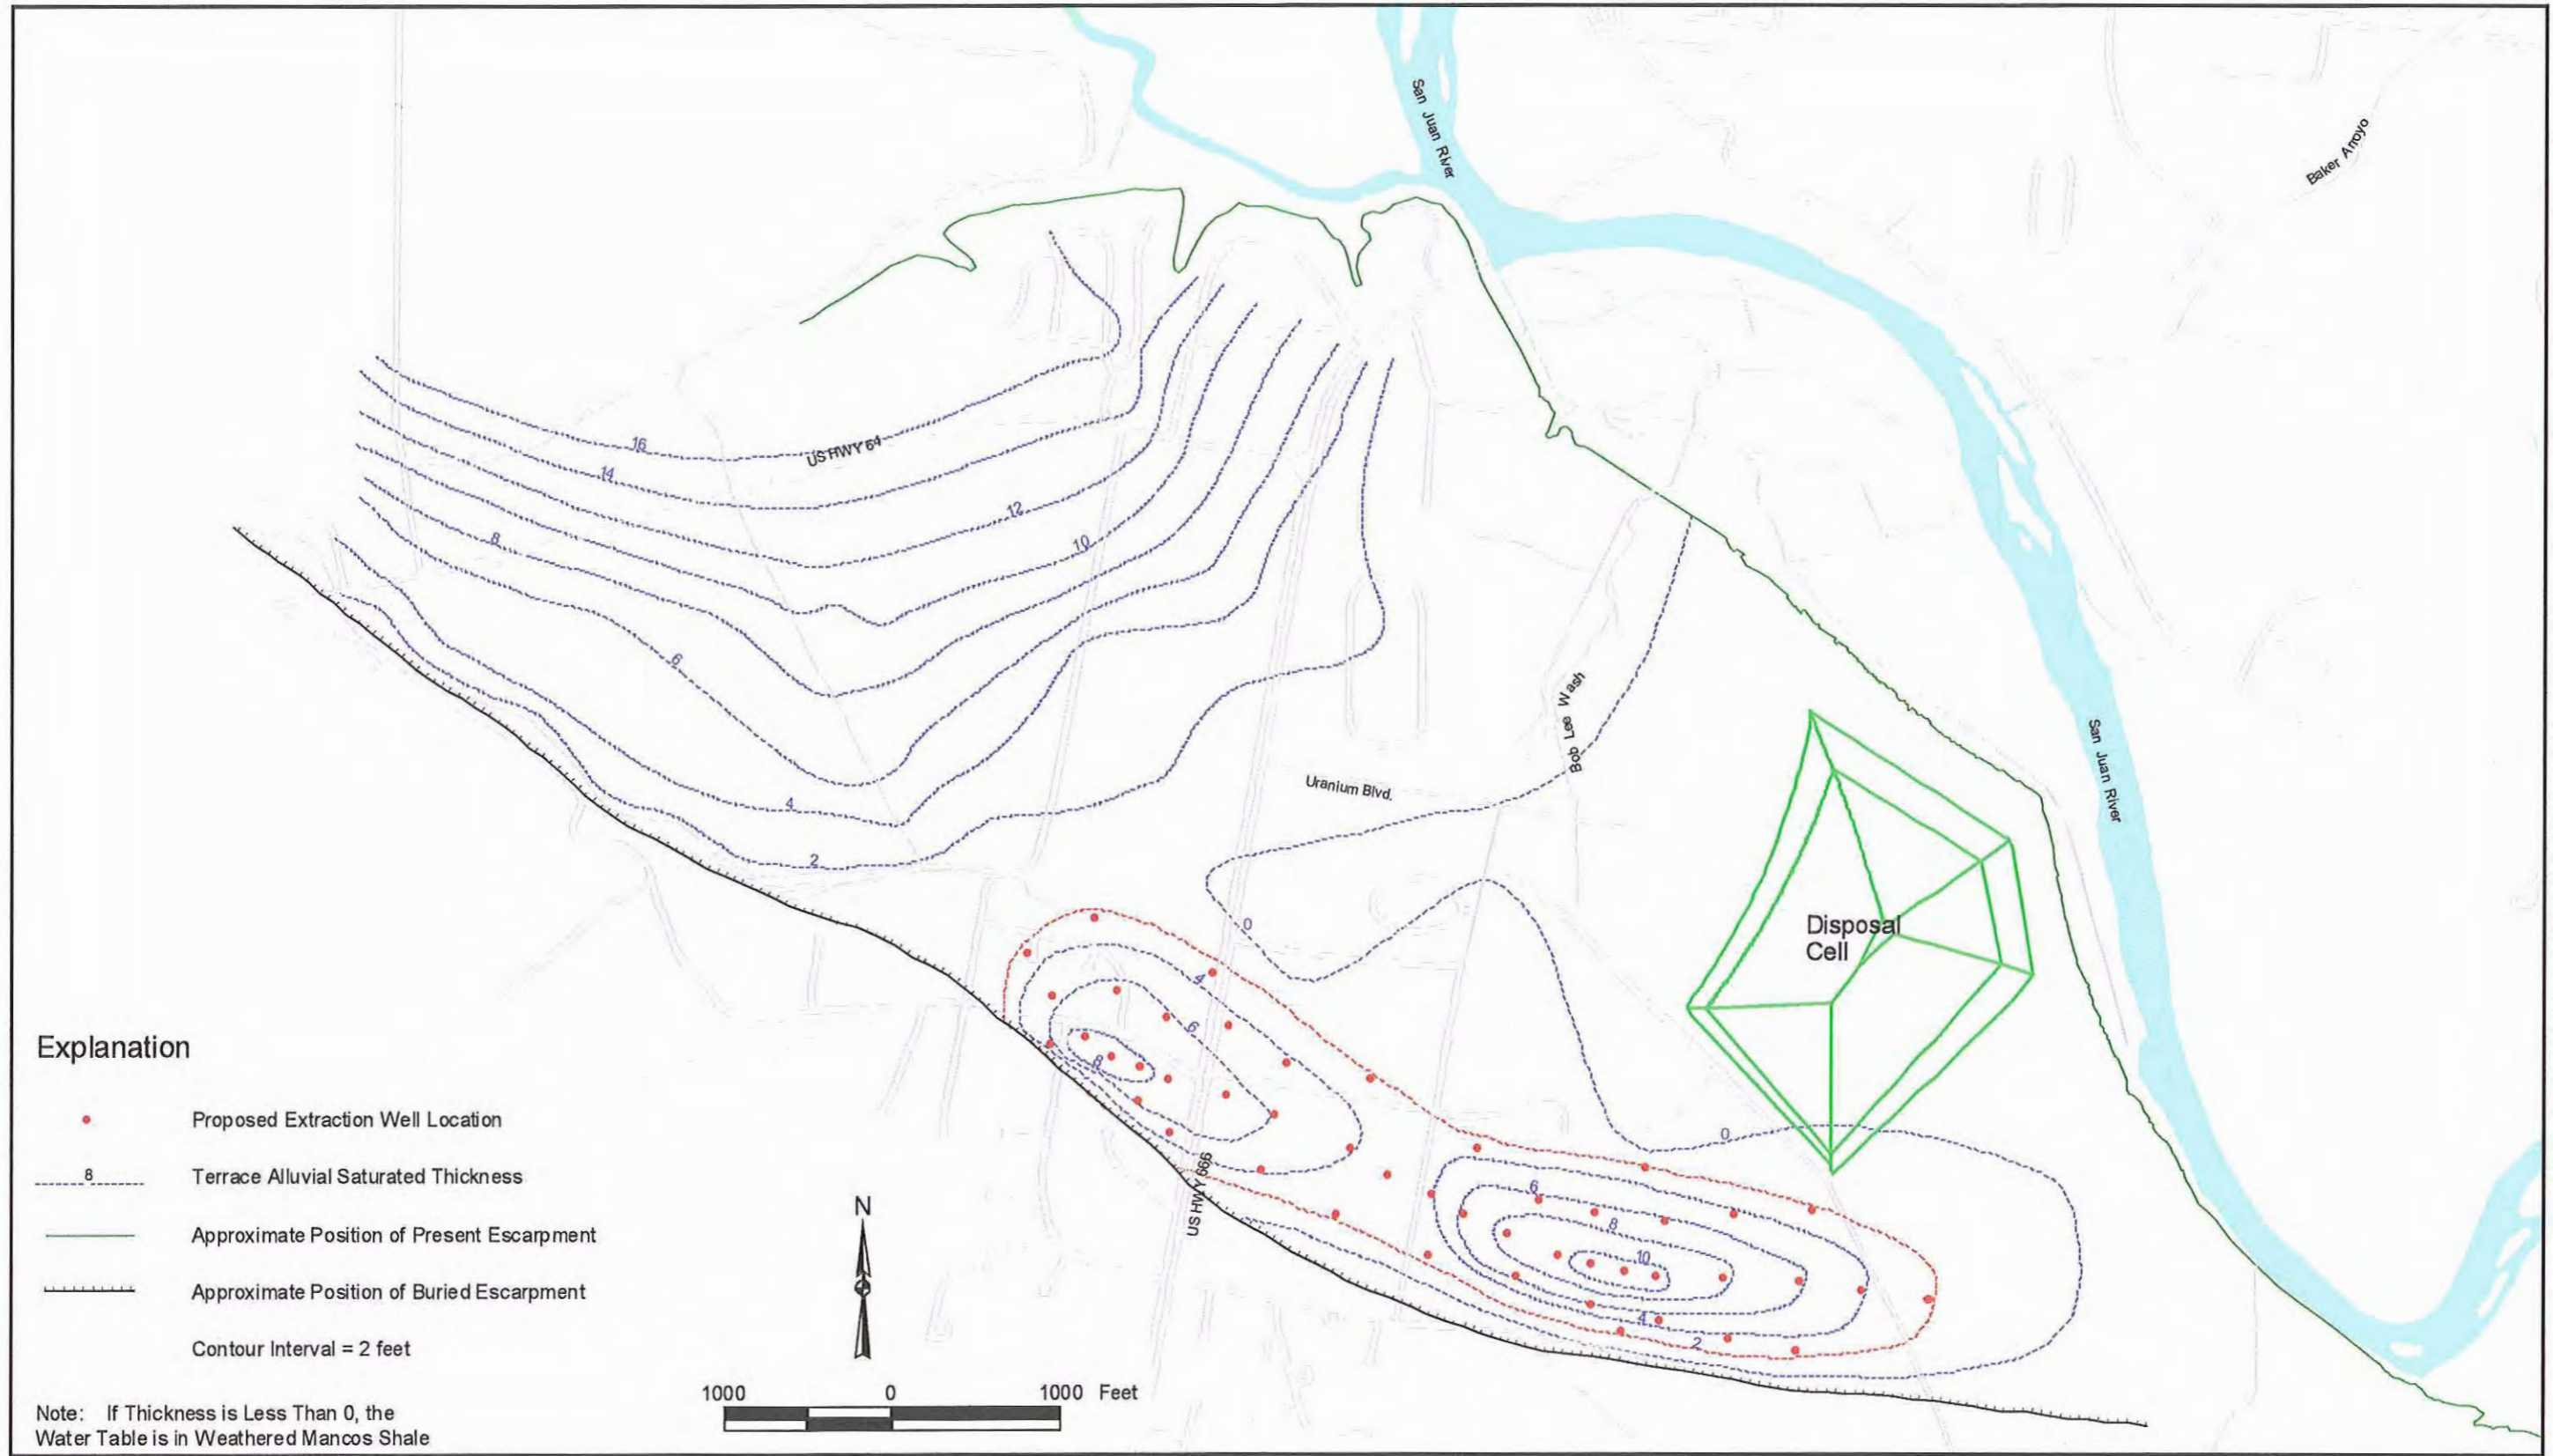 San Juan River
Baker Arroyo
16
US HWY 64
14
12
10
8
6
4
2
Bob Lee Wash
Uranium Blvd.
San Juan River
0
Disposal
Cell
4
6
8
0
US HWY 666
6
8
10
4
2
Explanation
Proposed Extraction Well Location
8
Terrace Alluvial Saturated Thickness
Approximate Position of Present Escarpment
Approximate Position of Buried Escarpment
Contour Interval = 2 feet
Note: If Thickness is Less Than 0, the
Water Table is in Weathered Mancos Shale
N
1000 0 1000 Feet